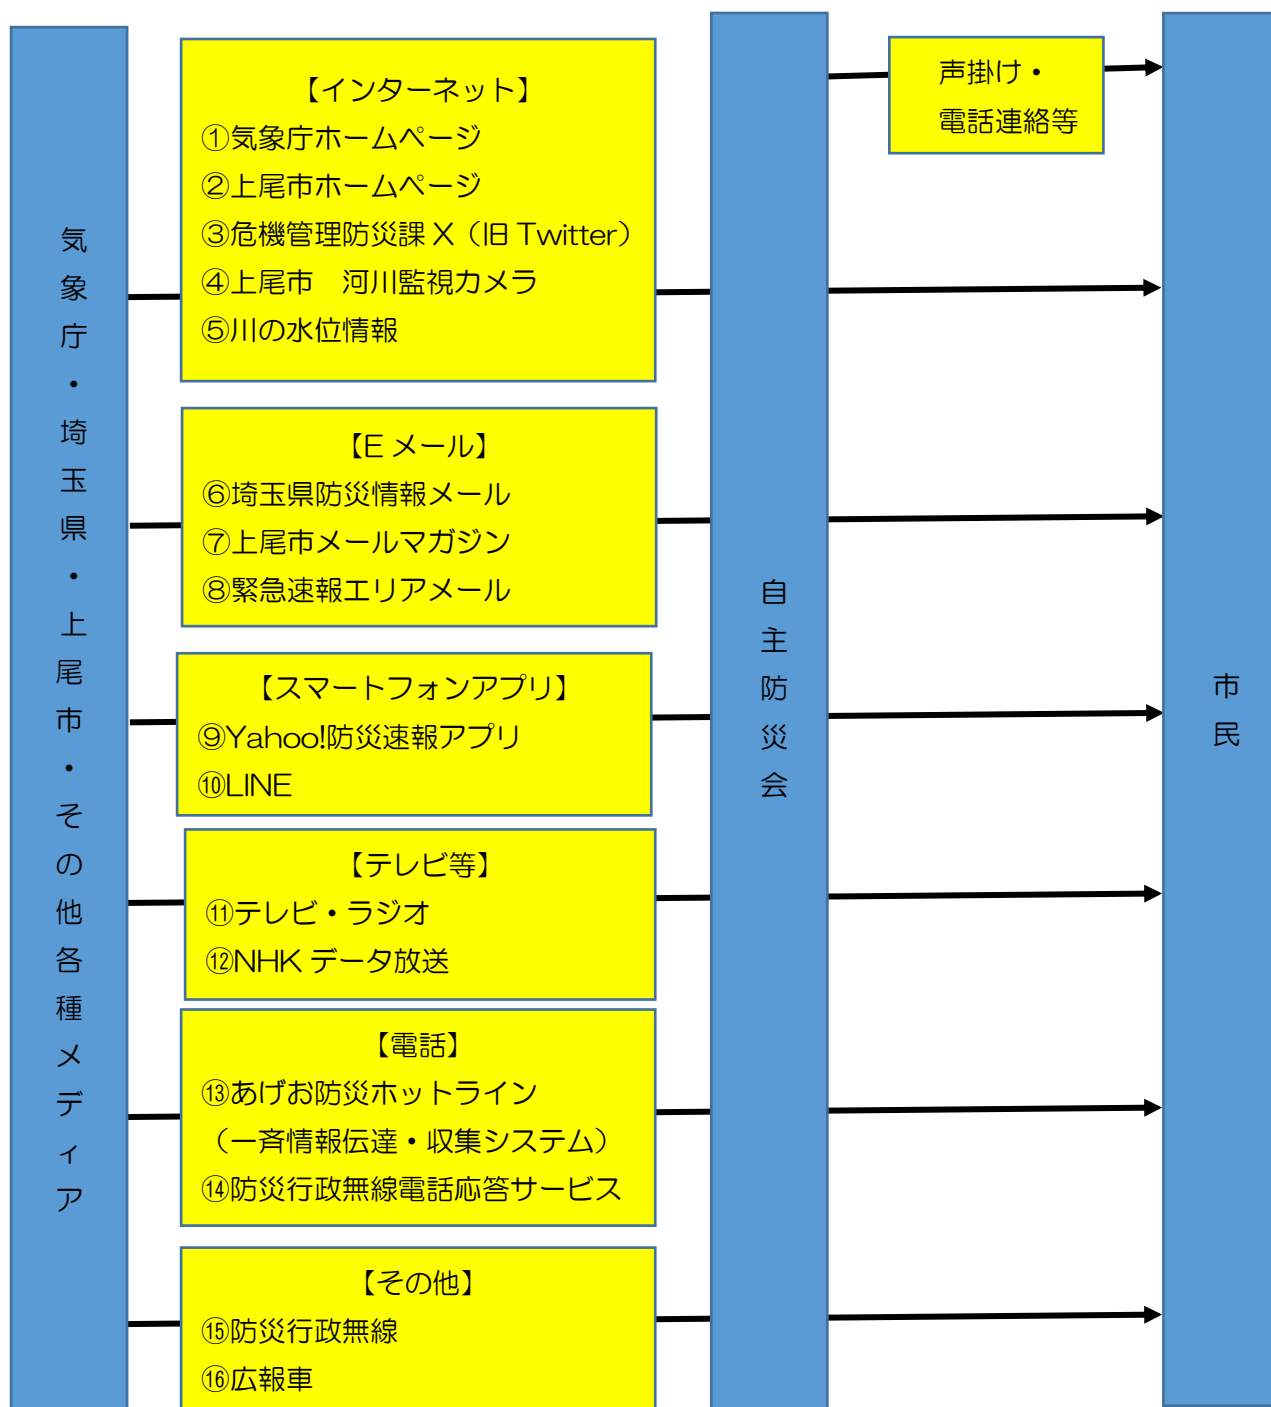 気象庁・埼玉県・上尾市・その他各種メディア
【インターネット】
①気象庁ホームページ
②上尾市ホームページ
③危機管理防災課 X（旧 Twitter）
④上尾市　河川監視カメラ
⑤川の水位情報
【E メール】
⑥埼玉県防災情報メール
⑦上尾市メールマガジン
⑧緊急速報エリアメール
【スマートフォンアプリ】
⑨Yahoo!防災速報アプリ
⑩LINE
【テレビ等】
⑪テレビ・ラジオ
⑫NHK データ放送
【電話】
⑬あげお防災ホットライン
（一斉情報伝達・収集システム）
⑭防災行政無線電話応答サービス
【その他】
⑮防災行政無線
⑯広報車
自主防災会
声掛け・
電話連絡等
市民